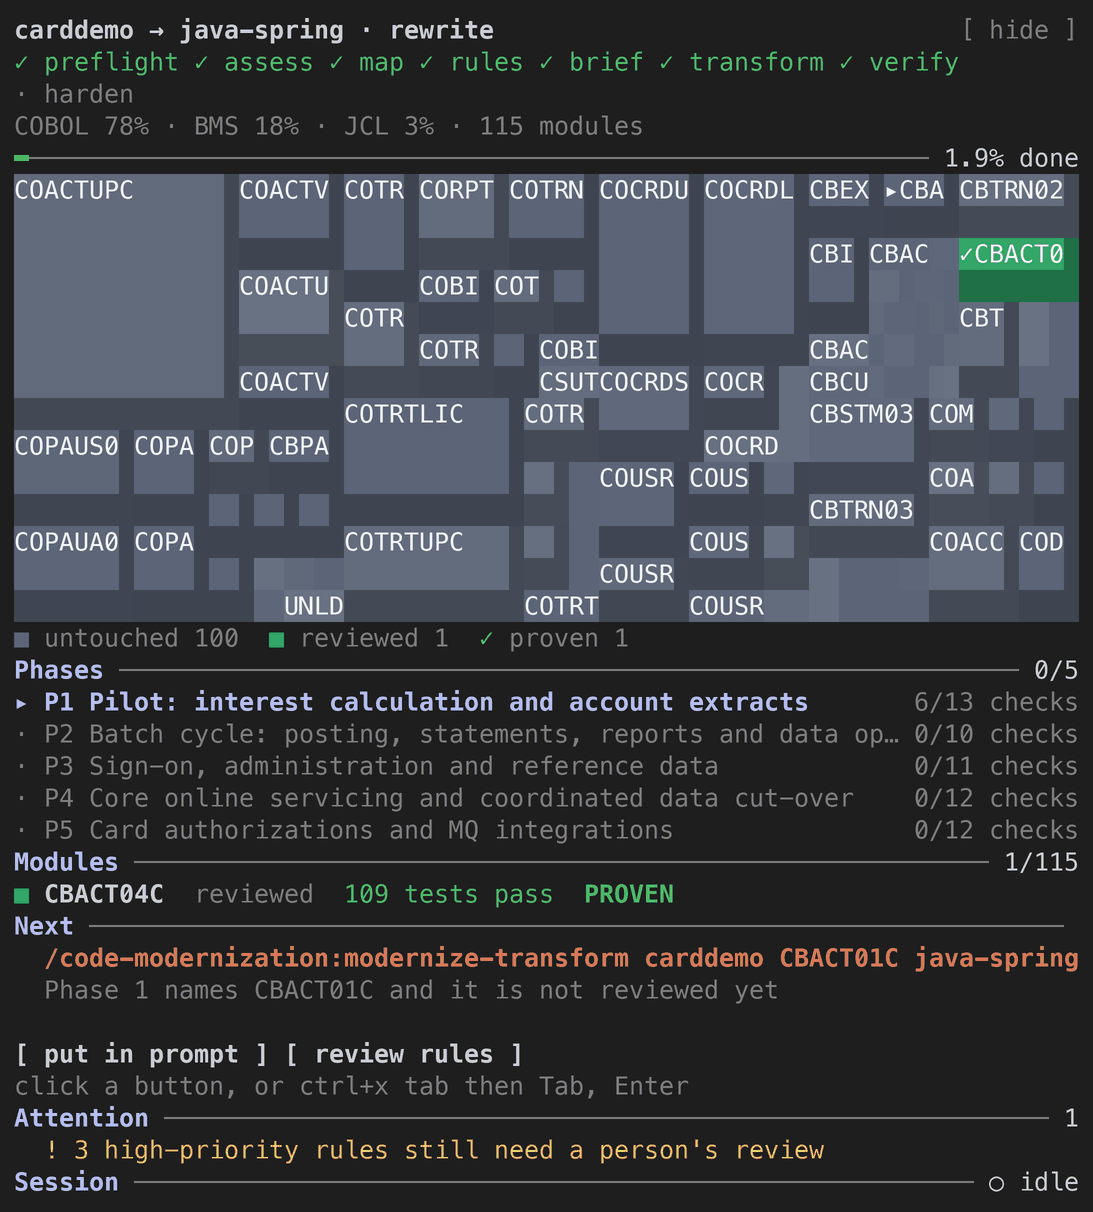 carddemo → java-spring · rewrite [ hide ]
✓ preflight ✓ assess ✓ map ✓ rules ✓ brief ✓ transform ✓ verify
· harden
COBOL 78% · BMS 18% · JCL 3% · 115 modules
1.9% done
COACTUPC COACTV COTR CORPT COTRN COCRDU COCRDL CBEX ▸CBA CBTRN02
CBI CBAC ✓CBACT0
COACTU COBI COT
COTR CBT
COTR COBI CBAC
COACTV CSUTCOCRDS COCR CBCU
COTRTLIC COTR CBSTM03 COM
COPAUS0 COPA COP CBPA COCRD
COUSR COUS COA
CBTRN03
COPAUA0 COPA COTRTUPC COUS COACC COD
COUSR
UNLD COTRT COUSR
■ untouched 100 ■ reviewed 1 ✓ proven 1
Phases 0/5
▸ P1 Pilot: interest calculation and account extracts 6/13 checks
· P2 Batch cycle: posting, statements, reports and data op… 0/10 checks
· P3 Sign-on, administration and reference data 0/11 checks
· P4 Core online servicing and coordinated data cut-over 0/12 checks
· P5 Card authorizations and MQ integrations 0/12 checks
Modules 1/115
■ CBACT04C reviewed 109 tests pass PROVEN
Next
/code-modernization:modernize-transform carddemo CBACT01C java-spring
Phase 1 names CBACT01C and it is not reviewed yet
[ put in prompt ] [ review rules ]
click a button, or ctrl+x tab then Tab, Enter
Attention 1
! 3 high-priority rules still need a person's review
Session ○ idle